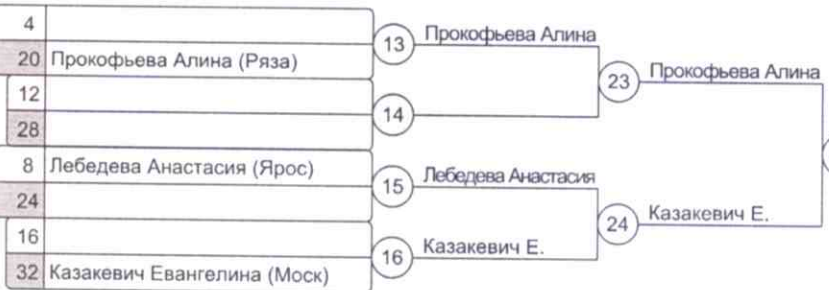 4
13 Прокофьева Алина
20 Прокофьева Алина (Ряза)
23 Прокофьева Алина
12
14
28
8 Лебедева Анастасия (Ярос)
15 Лебедева Анастасия
24
24 Казакевич Е.
16
16 Казакевич Е.
32 Казакевич Евангелина (Моск)